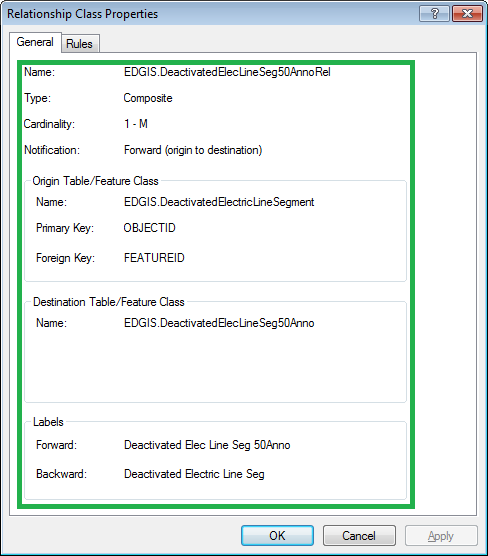 Relationship Class Properties
General Rules
Name: EDGIS.DeactivatedElecLineSeg50AnnoRel
Type: Composite
Cardinality: 1 - M
Notification: Forward (origin to destination)
Origin Table/Feature Class
Name: EDGIS.DeactivatedElectricLineSegment
Primary Key: OBJECTID
Foreign Key: FEATUREID
Destination Table/Feature Class
Name: EDGIS.DeactivatedElecLineSeg50Anno
Labels
Forward: Deactivated Elec Line Seg 50Anno
Backward: Deactivated Electric Line Seg
OK Cancel Apply